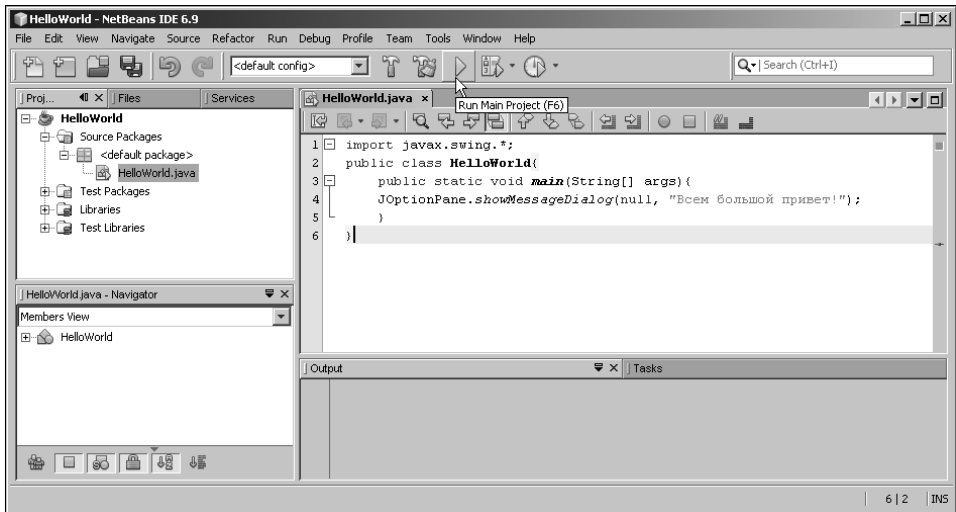 HelloWorld - NetBeans IDE 6.9
File Edit View Navigate Source Refactor Run Debug Profile Team Tools Window Help
<default config>
Search (Ctrl+I)
Proj... Files Services
HelloWorld
Source Packages
<default package>
HelloWorld.java
Test Packages
Libraries
Test Libraries
HelloWorld.java - Navigator
Members View
HelloWorld
HelloWorld.java
Run Main Project (F6)
1 import javax.swing.*;
2 public class HelloWorld{
3 public static void main(String[] args){
4 JOptionPane.showMessageDialog(null, "Всем большой привет!");
5 }
6 }
Output Tasks
6|2 INS